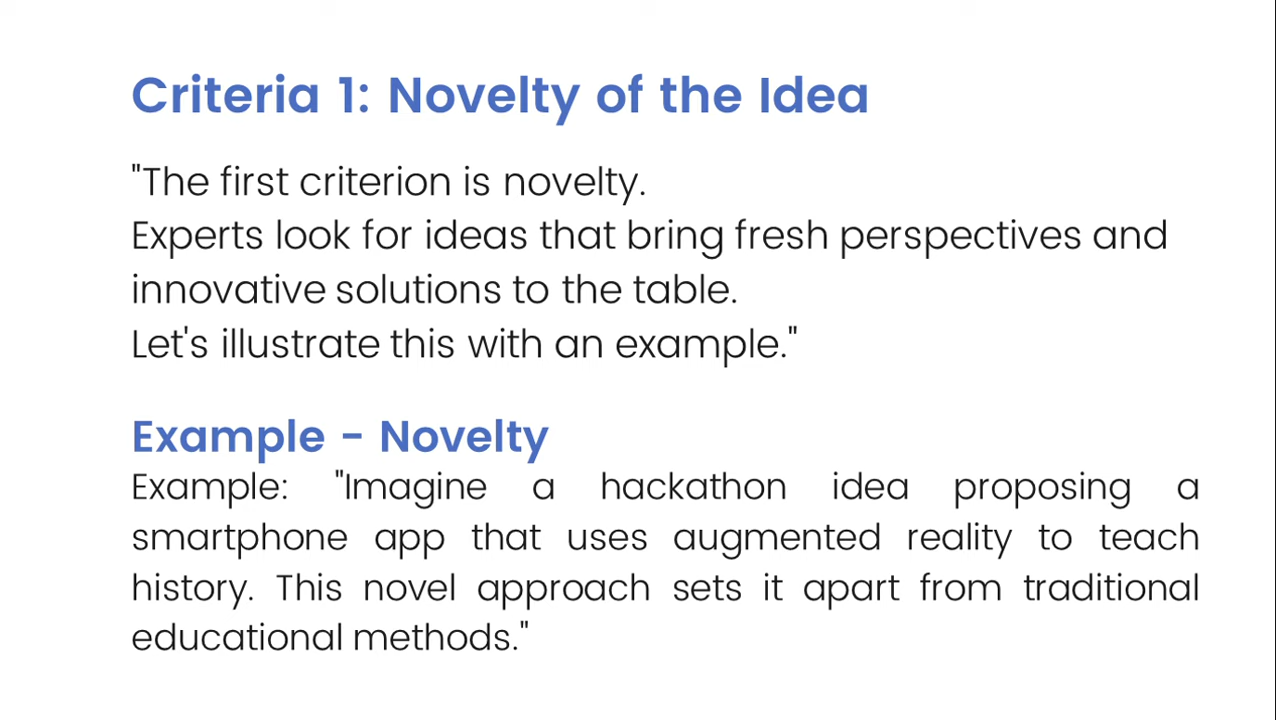 Criteria 1: Novelty of the Idea
"The first criterion is novelty.
Experts look for ideas that bring fresh perspectives and
innovative solutions to the table.
Let's illustrate this with an example."
Example - Novelty
Example: "Imagine a hackathon idea proposing a
smartphone app that uses augmented reality to teach
history. This novel approach sets it apart from traditional
educational methods."